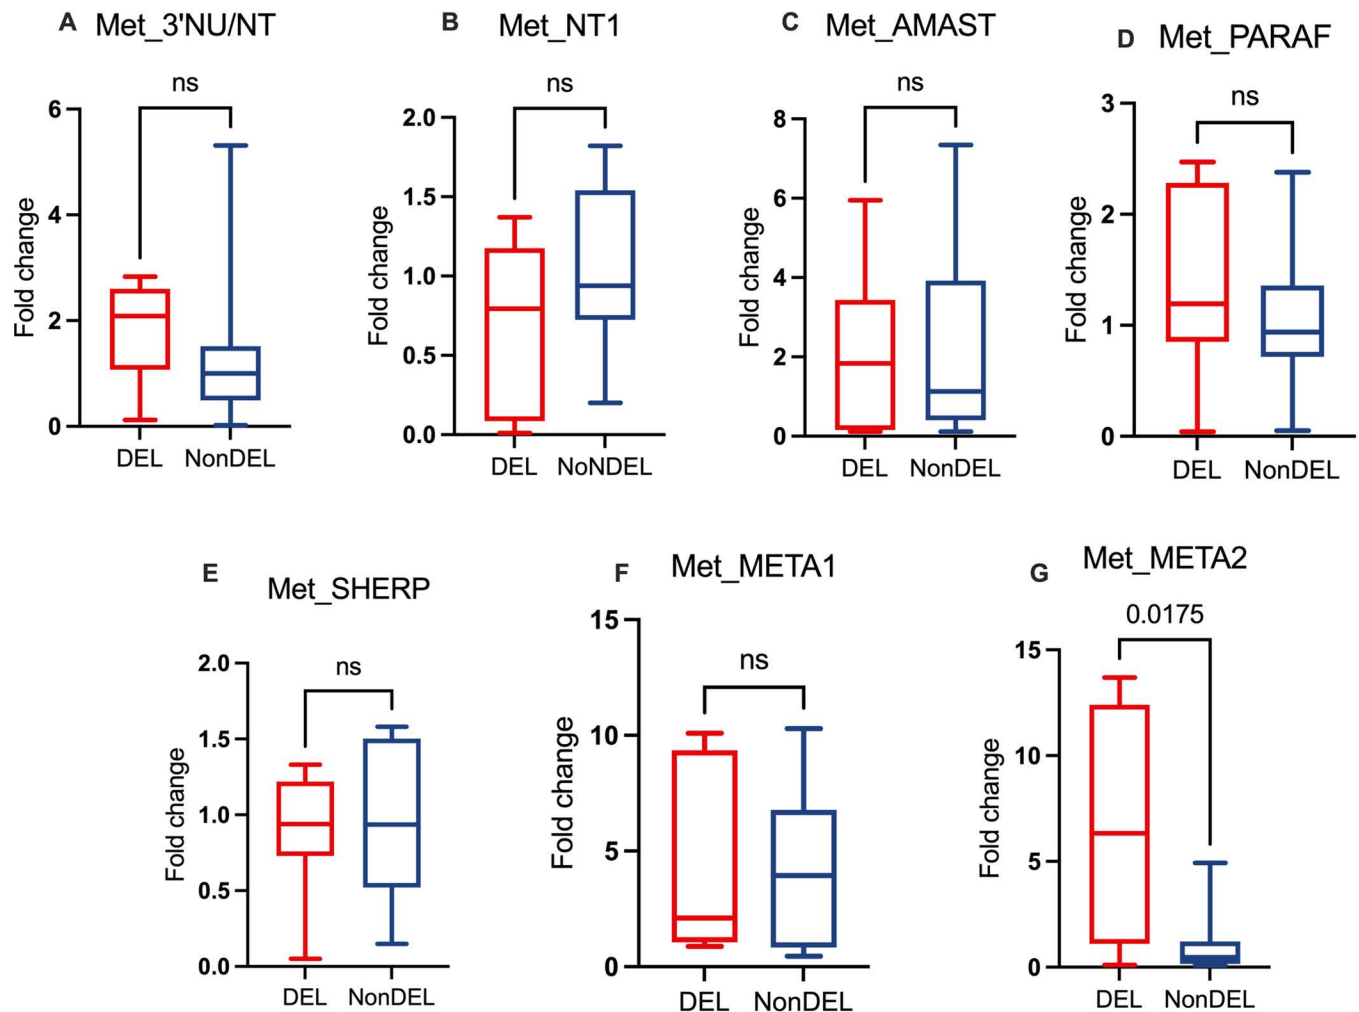 A Met_3'NU/NT
ns
6
4
2
0
Fold change
DEL NonDEL
B Met_NT1
ns
2.0
1.5
1.0
0.5
0.0
Fold change
DEL NoNDEL
C Met_AMAST
ns
8
6
4
2
0
Fold change
DEL NonDEL
D Met_PARAF
ns
3
2
1
0
Fold change
DEL NonDEL
E Met_SHERP
ns
2.0
1.5
1.0
0.5
0.0
Fold change
DEL NonDEL
F Met_META1
ns
15
10
5
0
Fold change
DEL NonDEL
G Met_META2
0.0175
15
10
5
0
Fold change
DEL NonDEL